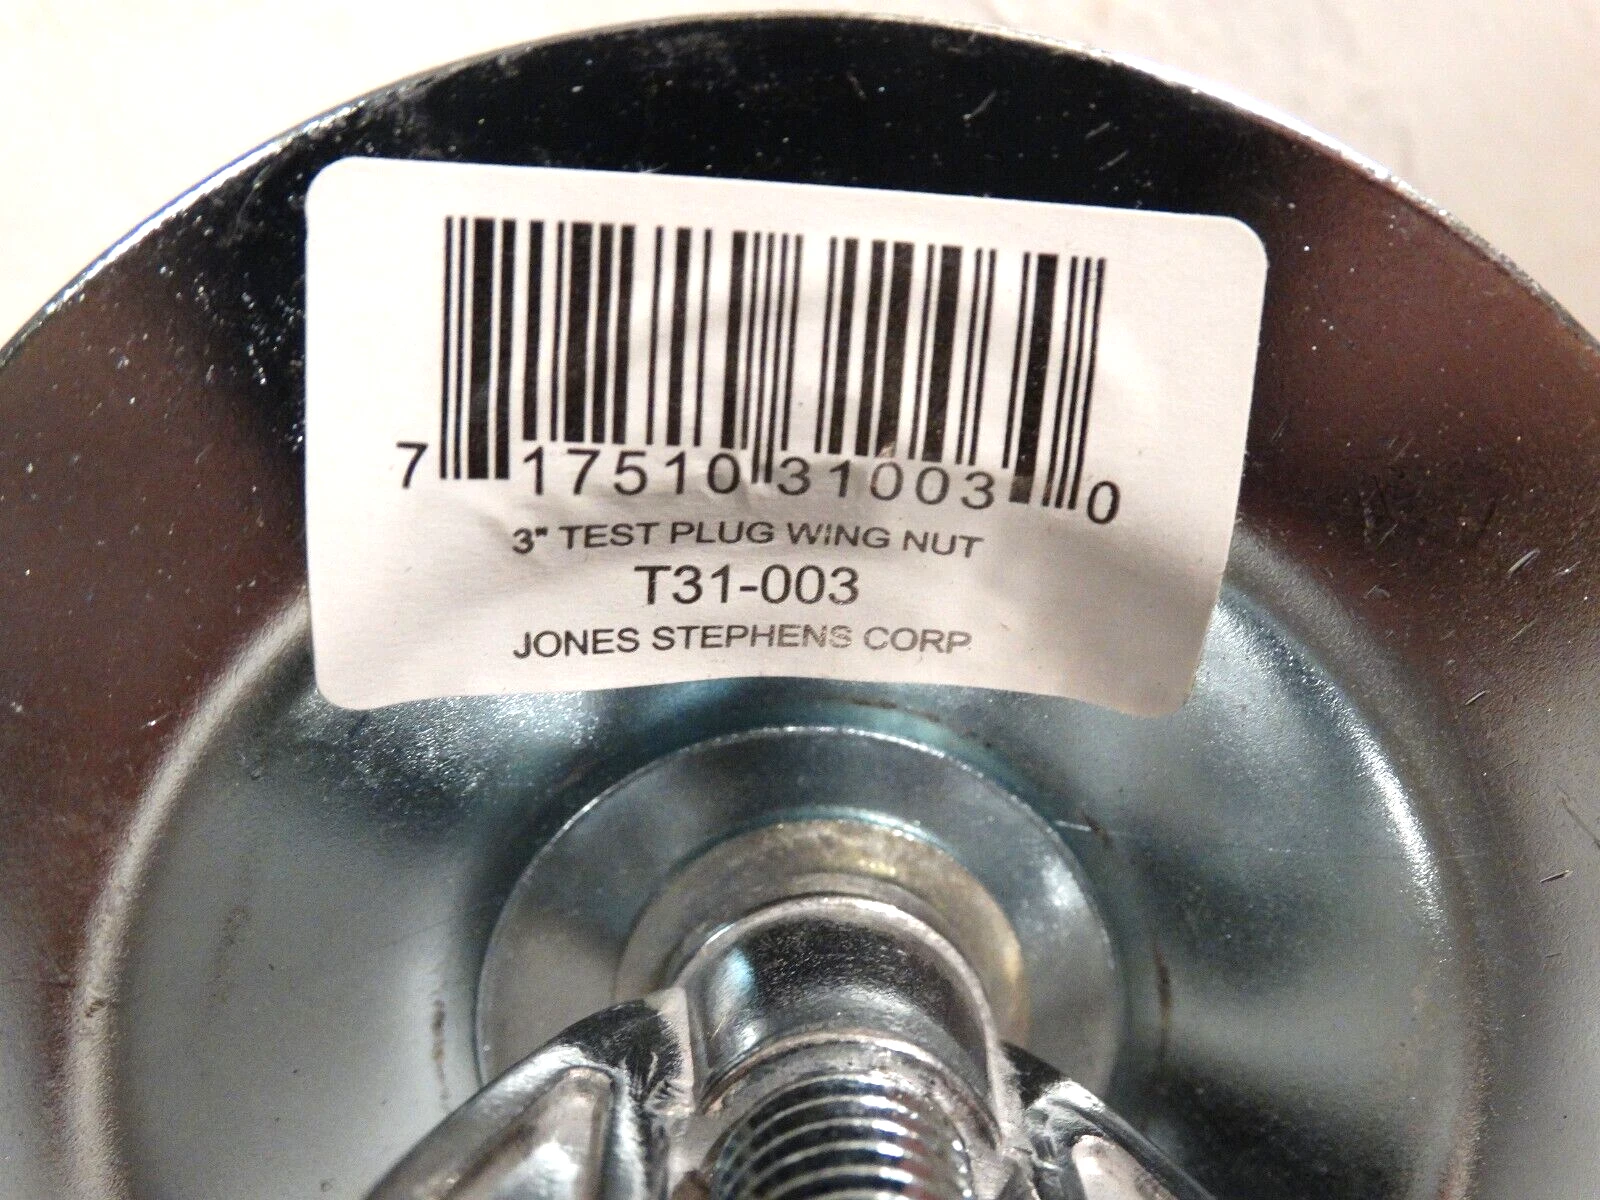 7 17510 31003 0
3" TEST PLUG WING NUT
T31-003
JONES STEPHENS CORP